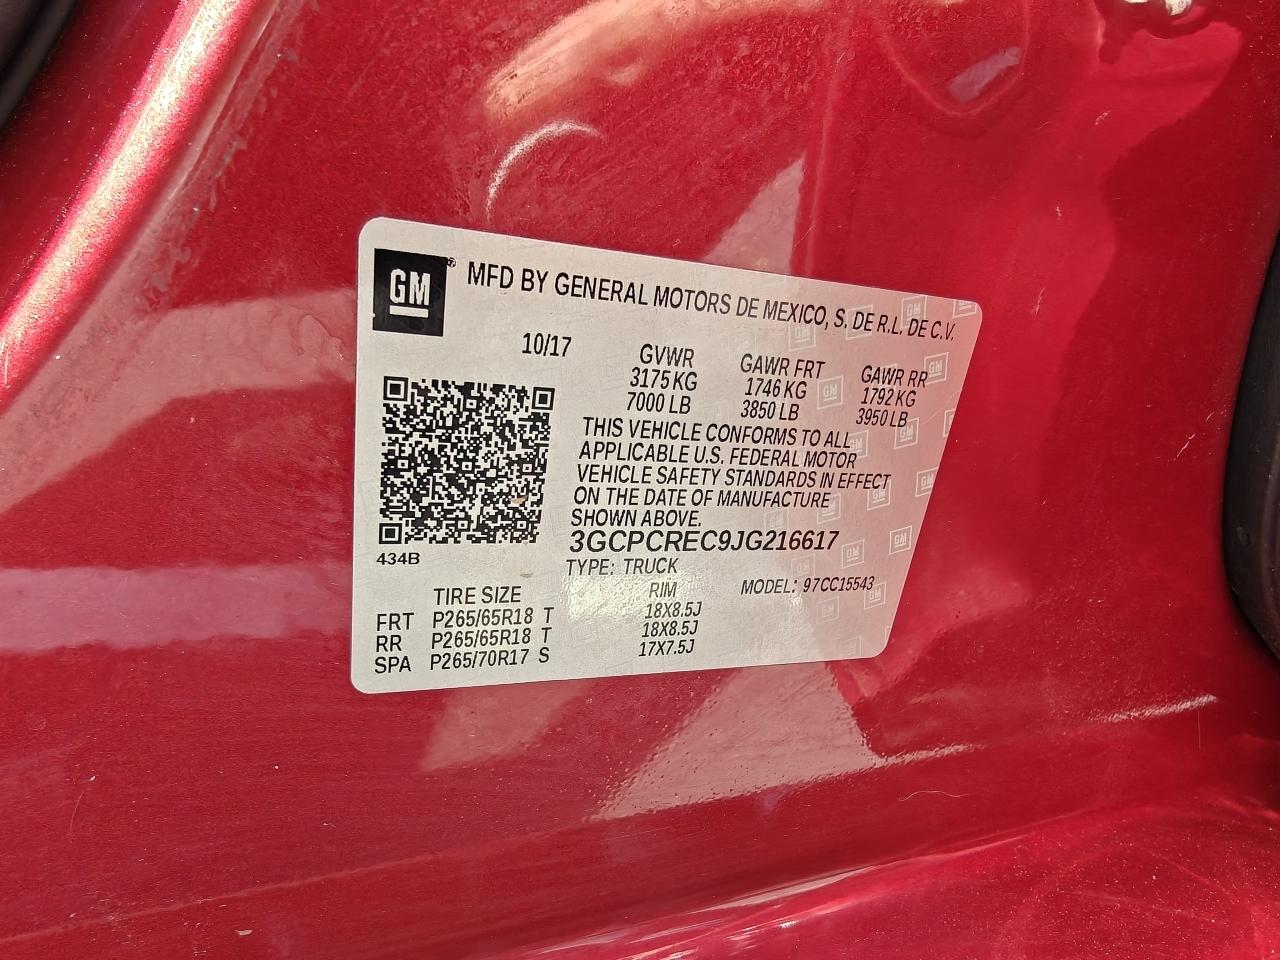 GM
MFD BY GENERAL MOTORS DE MEXICO, S. DE R.L. DE C.V.
10/17
GVWR GAWR FRT GAWR RR
3175 KG 1746 KG 1792 KG
7000 LB 3850 LB 3950 LB
THIS VEHICLE CONFORMS TO ALL
APPLICABLE U.S. FEDERAL MOTOR
VEHICLE SAFETY STANDARDS IN EFFECT
ON THE DATE OF MANUFACTURE
SHOWN ABOVE.
3GCPCREC9JG216617
434B
TYPE: TRUCK MODEL: 97CC15543
TIRE SIZE RIM
FRT P265/65R18 T 18X8.5J
RR P265/65R18 T 18X8.5J
SPA P265/70R17 S 17X7.5J